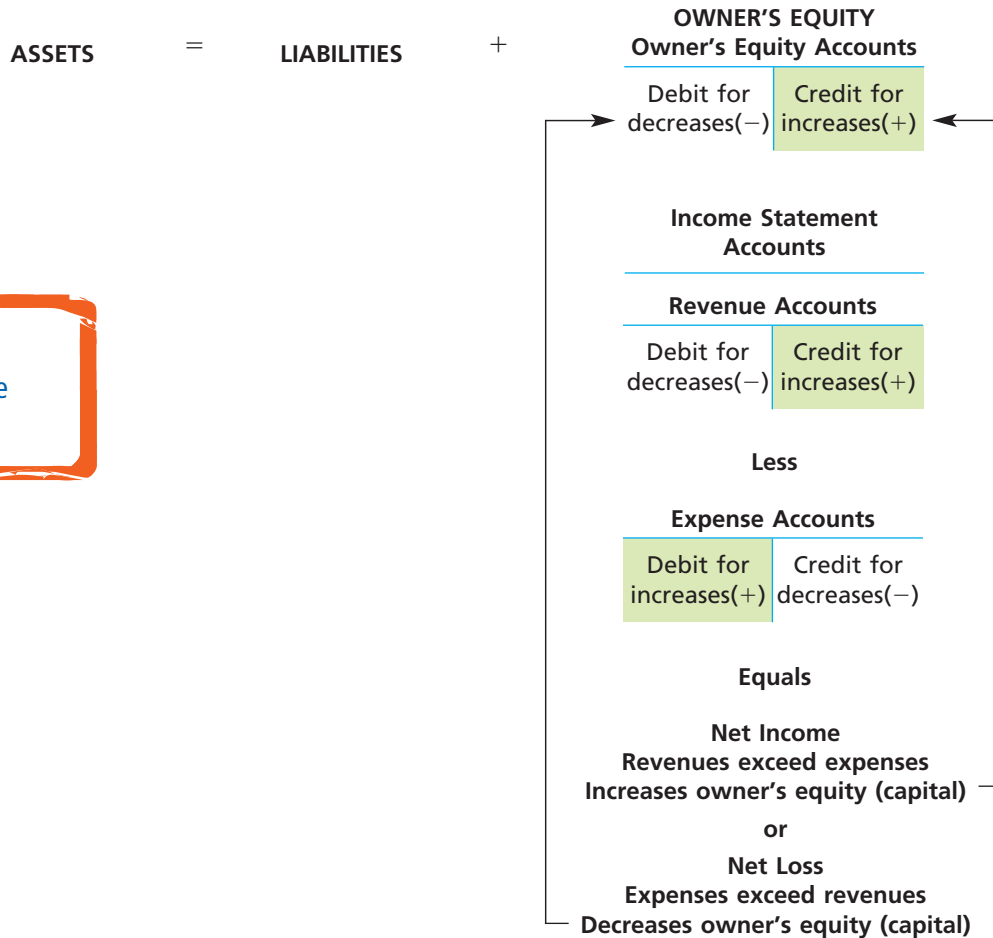 ASSETS = LIABILITIES +
OWNER'S EQUITY
Owner's Equity Accounts
Debit for Credit for
decreases(−) increases(+)
Income Statement
Accounts
Revenue Accounts
Debit for Credit for
decreases(−) increases(+)
e
Less
Expense Accounts
Debit for Credit for
increases(+) decreases(−)
Equals
Net Income
Revenues exceed expenses
Increases owner's equity (capital)
or
Net Loss
Expenses exceed revenues
Decreases owner's equity (capital)